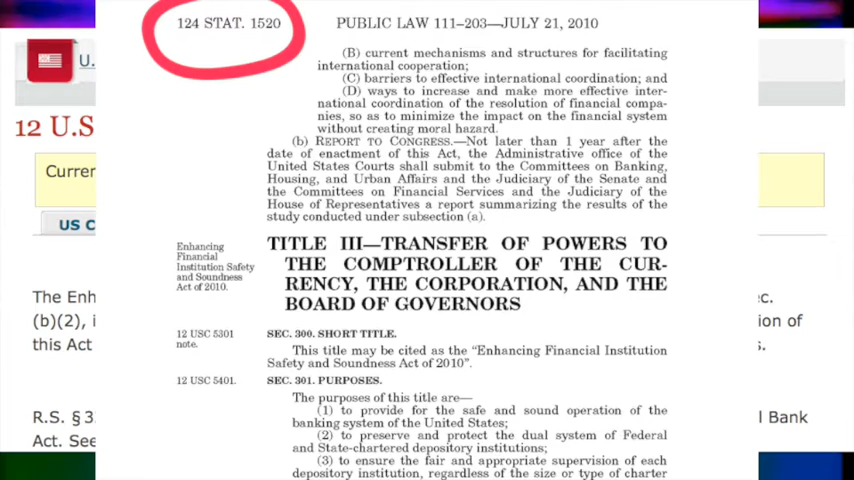 124 STAT. 1520 PUBLIC LAW 111–203—JULY 21, 2010
(B) current mechanisms and structures for facilitating
international cooperation;
(C) barriers to effective international coordination; and
(D) ways to increase and make more effective inter-
national coordination of the resolution of financial compa-
nies, so as to minimize the impact on the financial system
without creating moral hazard.
(b) REPORT TO CONGRESS.—Not later than 1 year after the
date of enactment of this Act, the Administrative office of the
United States Courts shall submit to the Committees on Banking,
Housing, and Urban Affairs and the Judiciary of the Senate and
the Committees on Financial Services and the Judiciary of the
House of Representatives a report summarizing the results of the
study conducted under subsection (a).
Enhancing
Financial
Institution Safety
and Soundness
Act of 2010.
TITLE III—TRANSFER OF POWERS TO
THE COMPTROLLER OF THE CUR-
RENCY, THE CORPORATION, AND THE
BOARD OF GOVERNORS
12 USC 5301
note.
SEC. 300. SHORT TITLE.
This title may be cited as the “Enhancing Financial Institution
Safety and Soundness Act of 2010”.
12 USC 5401.
SEC. 301. PURPOSES.
The purposes of this title are—
(1) to provide for the safe and sound operation of the
banking system of the United States;
(2) to preserve and protect the dual system of Federal
and State-chartered depository institutions;
(3) to ensure the fair and appropriate supervision of each
depository institution, regardless of the size or type of charter
U.
12 U.S
Curren
US C
The Enh
(b)(2), i
this Act
R.S. § 3
Act. See
ec.
ion of
s.
l Bank